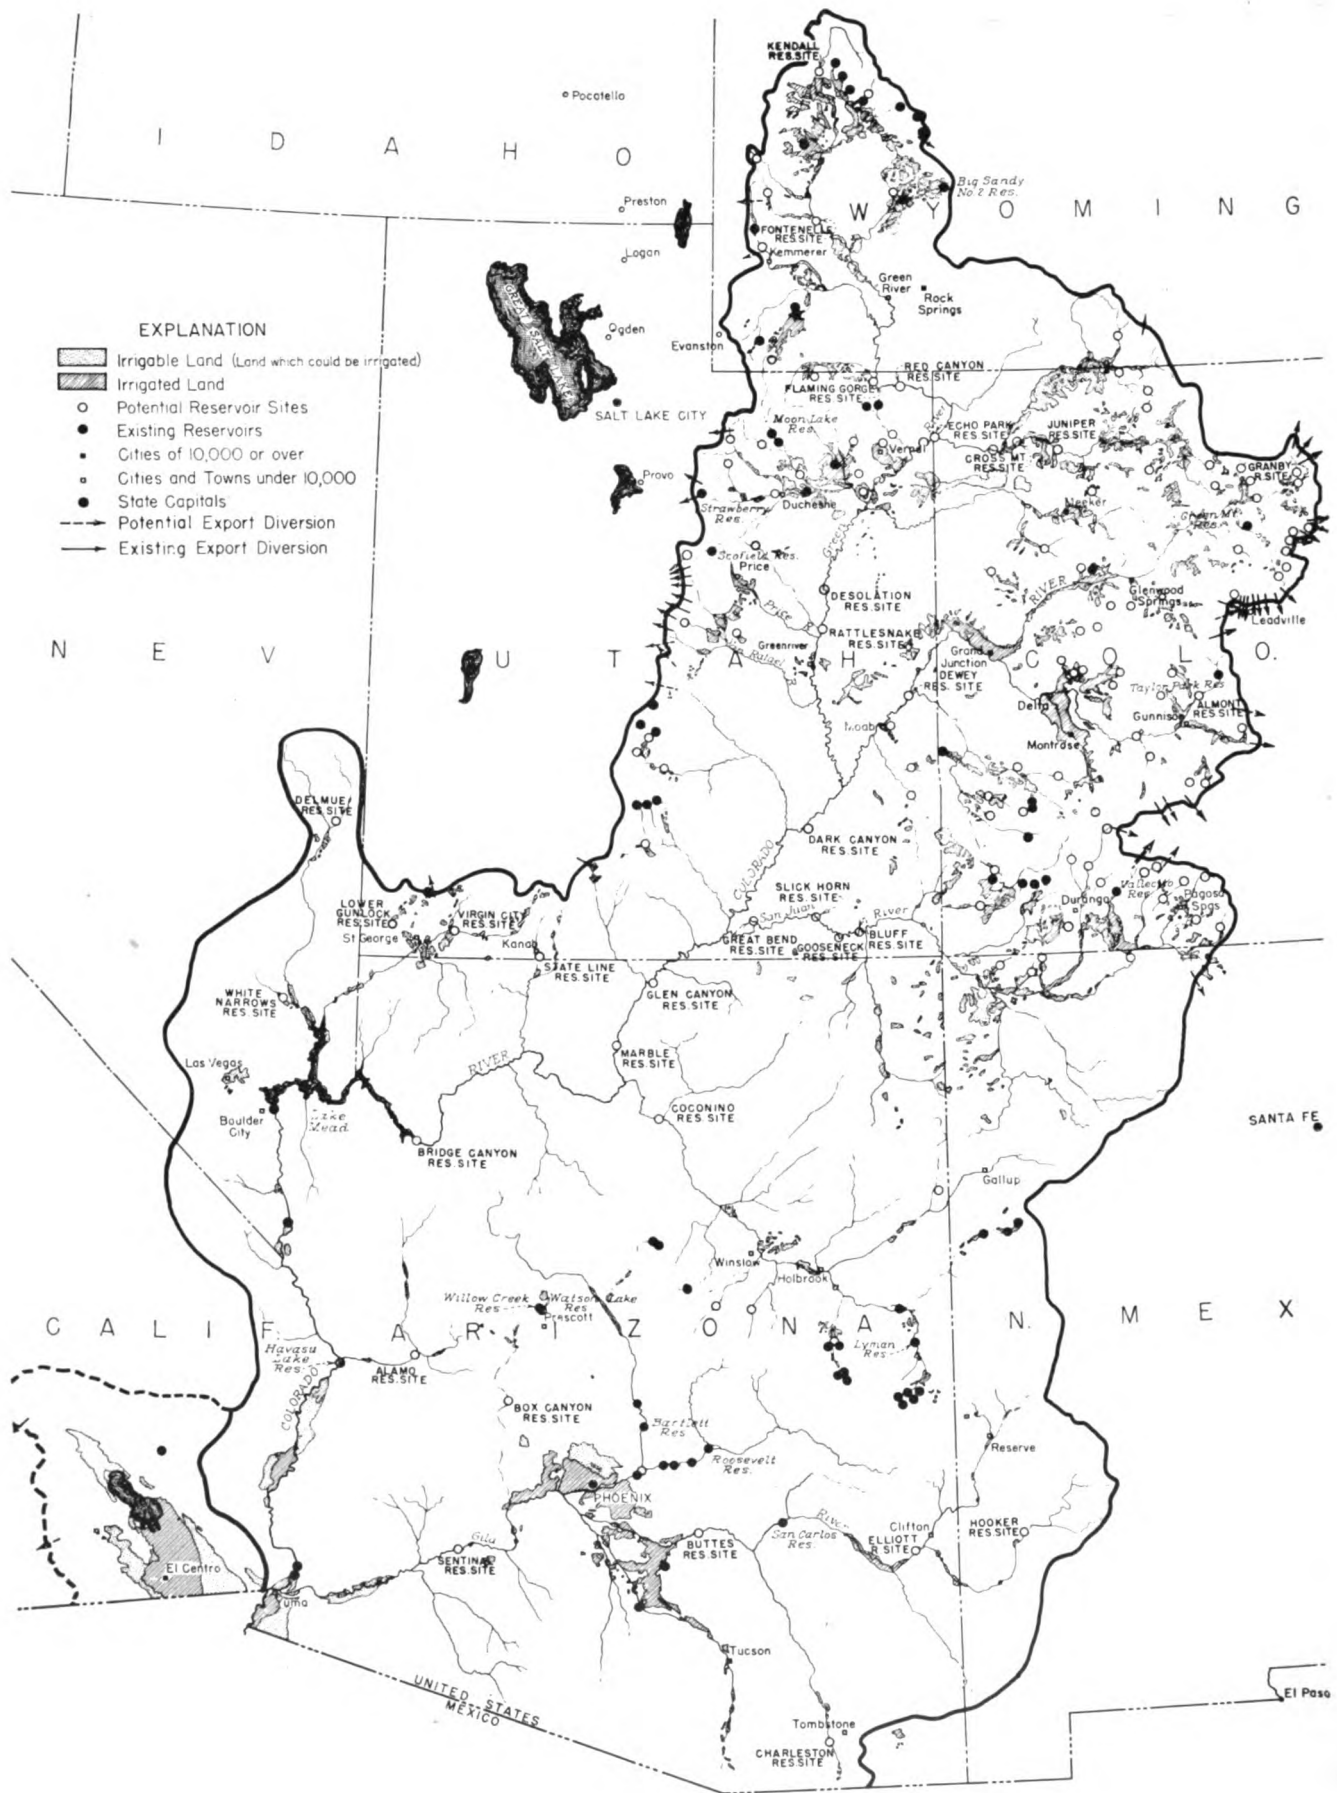 KENDALL
RES.SITE
Pocatello
I D A H O
Big Sandy
No.2 Res.
Preston
W Y O M I N G
FONTENELLE
RES.SITE
Kemmerer
Logan
Green
River
Rock
Springs
GREAT SALT LAKE
Ogden
Evanston
EXPLANATION
Irrigable Land (Land which could be irrigated)
Irrigated Land
Potential Reservoir Sites
Existing Reservoirs
Cities of 10,000 or over
Cities and Towns under 10,000
State Capitals
Potential Export Diversion
Existing Export Diversion
RED CANYON
RES.SITE
FLAMING GORGE
RES.SITE
SALT LAKE CITY
Moon Lake
Res.
River
ECHO PARK
RES.SITE
JUNIPER
RES.SITE
Vernal
CROSS MT.
RES.SITE
GRANBY
R.SITE
Provo
Strawberry
Res.
Duchesne
Meeker
Green Mt.
Res.
Green
Scofield Res.
Price
DESOLATION
RES.SITE
RIVER
Glenwood
Springs
Leadville
Price R
RATTLESNAKE
RES.SITE
San Rafael
R
Greenriver
N E V U T A H C O L O.
Grand
Junction
DEWEY
RES. SITE
Taylor Park Res
Delta
ALMONT
RES.SITE
Gunnison
Moab
Montrose
DELMUE
RES.SITE
DARK CANYON
RES.SITE
COLORADO
SLICK HORN
RES.SITE
Vallecito
Res
Pagosa
Spgs
Durango
LOWER
GUNLOCK
RES.SITE
VIRGIN CITY
RES.SITE
San Juan River
St George
Kanab
GREAT BEND
RES.SITE
GOOSENECK
RES.SITE
BLUFF
RES.SITE
STATE LINE
RES.SITE
WHITE
NARROWS
RES.SITE
GLEN CANYON
RES.SITE
MARBLE
RES.SITE
RIVER
Las Vegas
Boulder
City
Lake
Mead
COCONINO
RES.SITE
SANTA FE
BRIDGE CANYON
RES.SITE
Gallup
Winslow
Holbrook
Willow Creek
Res
Watson Lake
Res
Prescott
C A L I F. A R I Z O N A N. M E X
Havasu
Lake
Res.
Lyman
Res.
ALAMO
RES.SITE
COLORADO
BOX CANYON
RES.SITE
Bartlett
Res
Reserve
Roosevelt
Res.
PHOENIX
River
San Carlos
Res.
Clifton
ELLIOTT
R SITE
HOOKER
RES.SITE
Gila
BUTTES
RES.SITE
SENTINAL
RES.SITE
El Centro
Yuma
Tucson
UNITED STATES
MEXICO
El Paso
Tombstone
CHARLESTON
RES.SITE